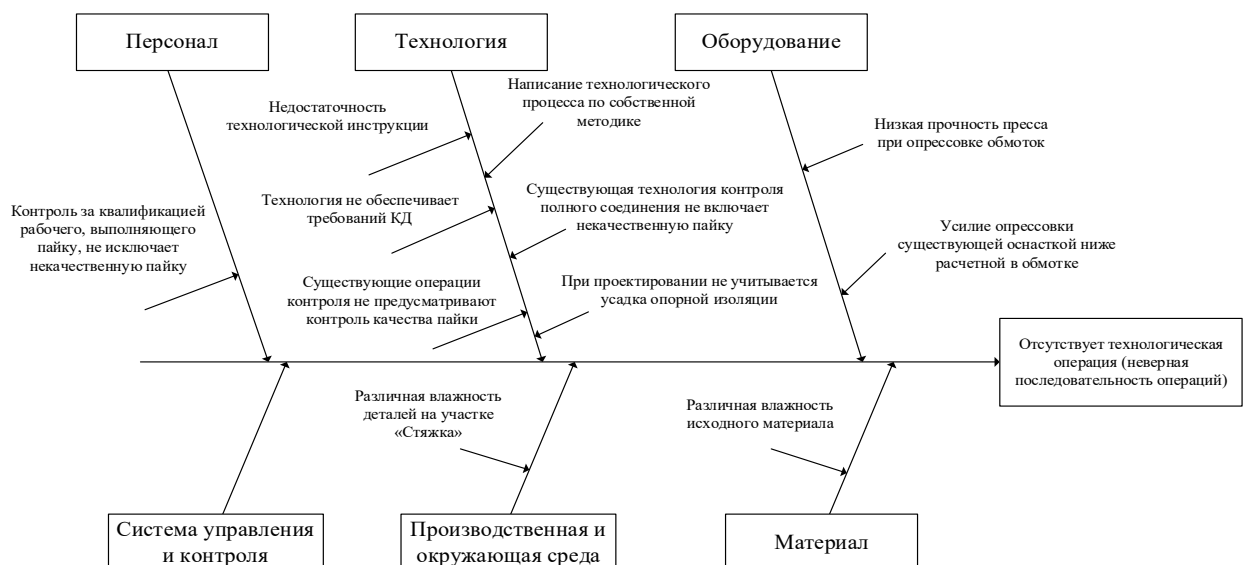 Персонал
Технология
Оборудование
Недостаточность
технологической инструкции
Написание технологического
процесса по собственной
методике
Низкая прочность пресса
при опрессовке обмоток
Контроль за квалификацией
рабочего, выполняющего
пайку, не исключает
некачественную пайку
Технология не обеспечивает
требований КД
Существующая технология контроля
полного соединения не включает
некачественную пайку
Усилие опрессовки
существующей оснасткой ниже
расчетной в обмотке
Существующие операции
контроля не предусматривают
контроль качества пайки
При проектировании не учитывается
усадка опорной изоляции
Отсутствует технологическая
операция (неверная
последовательность операций)
Различная влажность
деталей на участке
«Стяжка»
Различная влажность
исходного материала
Система управления
и контроля
Производственная и
окружающая среда
Материал